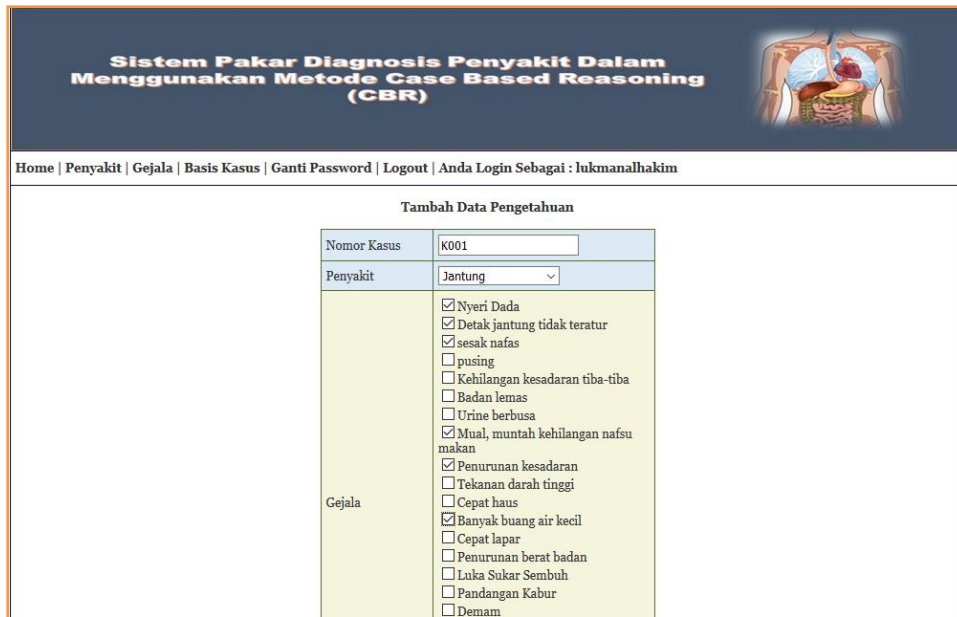 Sistem Pakar Diagnosis Penyakit Dalam
Menggunakan Metode Case Based Reasoning
(CBR)
Home | Penyakit | Gejala | Basis Kasus | Ganti Password | Logout | Anda Login Sebagai : lukmanalhakim
Tambah Data Pengetahuan
Nomor Kasus K001
Penyakit Jantung
Gejala
Nyeri Dada
Detak jantung tidak teratur
sesak nafas
pusing
Kehilangan kesadaran tiba-tiba
Badan lemas
Urine berbusa
Mual, muntah kehilangan nafsu
makan
Penurunan kesadaran
Tekanan darah tinggi
Cepat haus
Banyak buang air kecil
Cepat lapar
Penurunan berat badan
Luka Sukar Sembuh
Pandangan Kabur
Demam